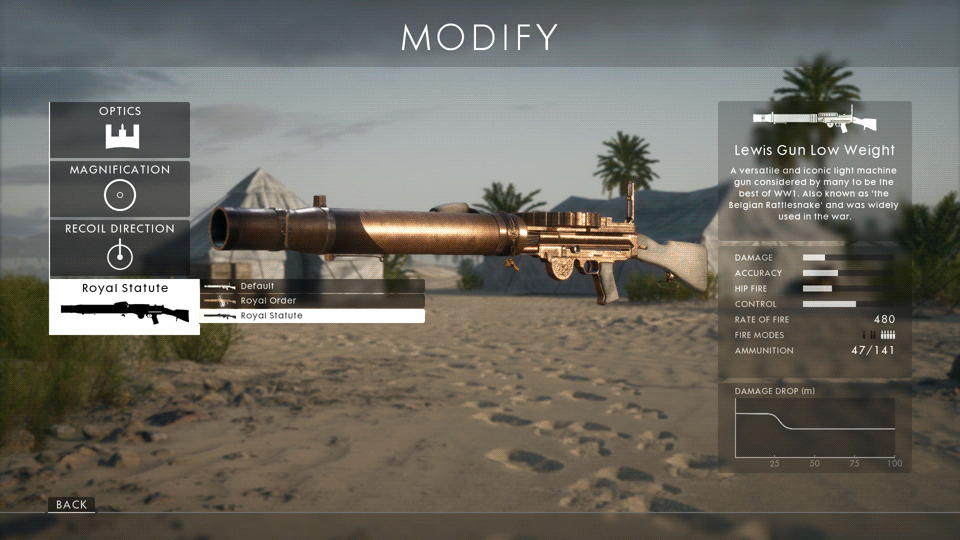 MODIFY
OPTICS
MAGNIFICATION
RECOIL DIRECTION
Royal Statute
Default
Royal Order
Royal Statute
Lewis Gun Low Weight
A versatile and iconic light machine
gun considered by many to be the
best of WW1. Also known as 'the
Belgian Rattlesnake' and was widely
used in the war.
DAMAGE
ACCURACY
HIP FIRE
CONTROL
RATE OF FIRE 480
FIRE MODES
AMMUNITION 47/141
DAMAGE DROP (m)
25 50 75 100
BACK